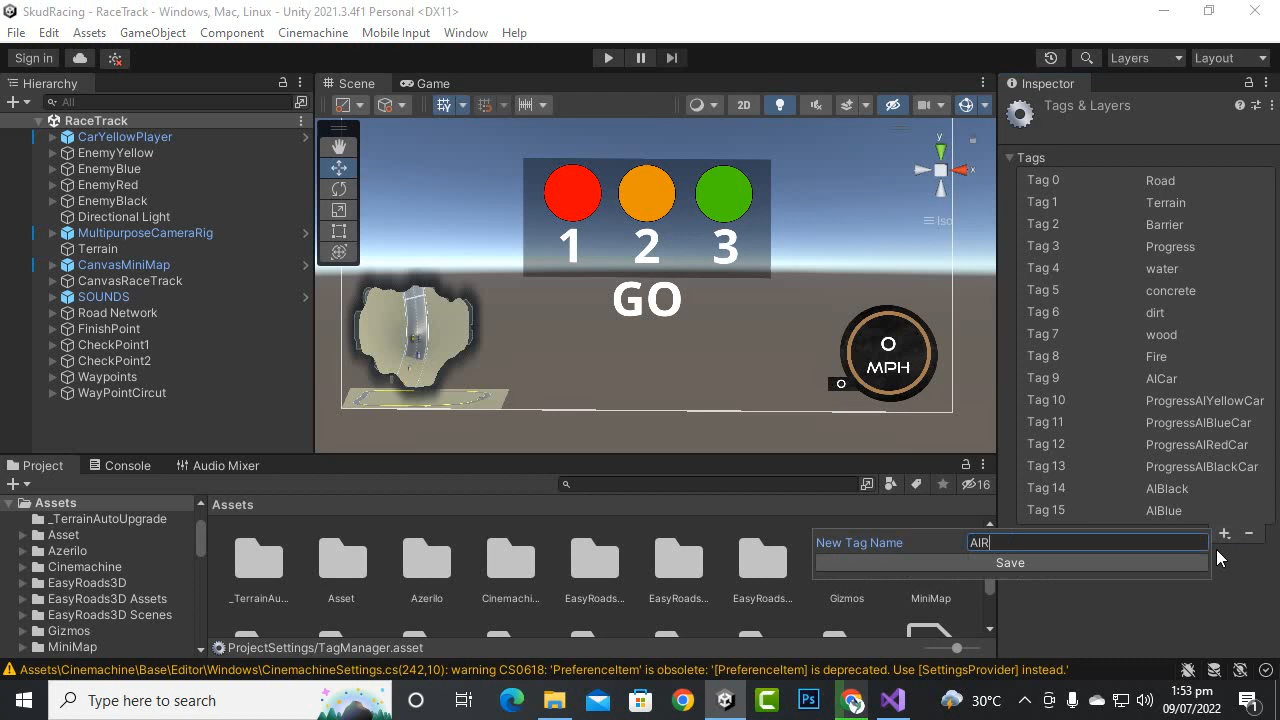 SkudRacing - RaceTrack - Windows, Mac, Linux - Unity 2021.3.4f1 Personal <DX11>
File Edit Assets GameObject Component Cinemachine Mobile Input Window Help
Sign in Layers Layout
Hierarchy
All
RaceTrack
CarYellowPlayer
EnemyYellow
EnemyBlue
EnemyRed
EnemyBlack
Directional Light
MultipurposeCameraRig
Terrain
CanvasMiniMap
CanvasRaceTrack
SOUNDS
Road Network
FinishPoint
CheckPoint1
CheckPoint2
Waypoints
WayPointCircut
Scene Game
2D
y
x
Iso
1 2 3
GO
0
MPH
0
Inspector
Tags & Layers
Tags
Tag 0 Road
Tag 1 Terrain
Tag 2 Barrier
Tag 3 Progress
Tag 4 water
Tag 5 concrete
Tag 6 dirt
Tag 7 wood
Tag 8 Fire
Tag 9 AICar
Tag 10 ProgressAIYellowCar
Tag 11 ProgressAIBlueCar
Tag 12 ProgressAIRedCar
Tag 13 ProgressAIBlackCar
Tag 14 AIBlack
Tag 15 AIBlue
New Tag Name AIR
Save
Project Console Audio Mixer
16
Assets
_TerrainAutoUpgrade
Asset
Azerilo
Cinemachine
EasyRoads3D
EasyRoads3D Assets
EasyRoads3D Scenes
Gizmos
MiniMap
Assets
_TerrainAu... Asset Azerilo Cinemachi... EasyRoads... EasyRoads... EasyRoads... Gizmos MiniMap
ProjectSettings/TagManager.asset
Assets\Cinemachine\Base\Editor\Windows\CinemachineSettings.cs(242,10): warning CS0618: 'PreferenceItem' is obsolete: '[PreferenceItem] is deprecated. Use [SettingsProvider] instead.'
Type here to search
30°C
1:53 pm
09/07/2022
1